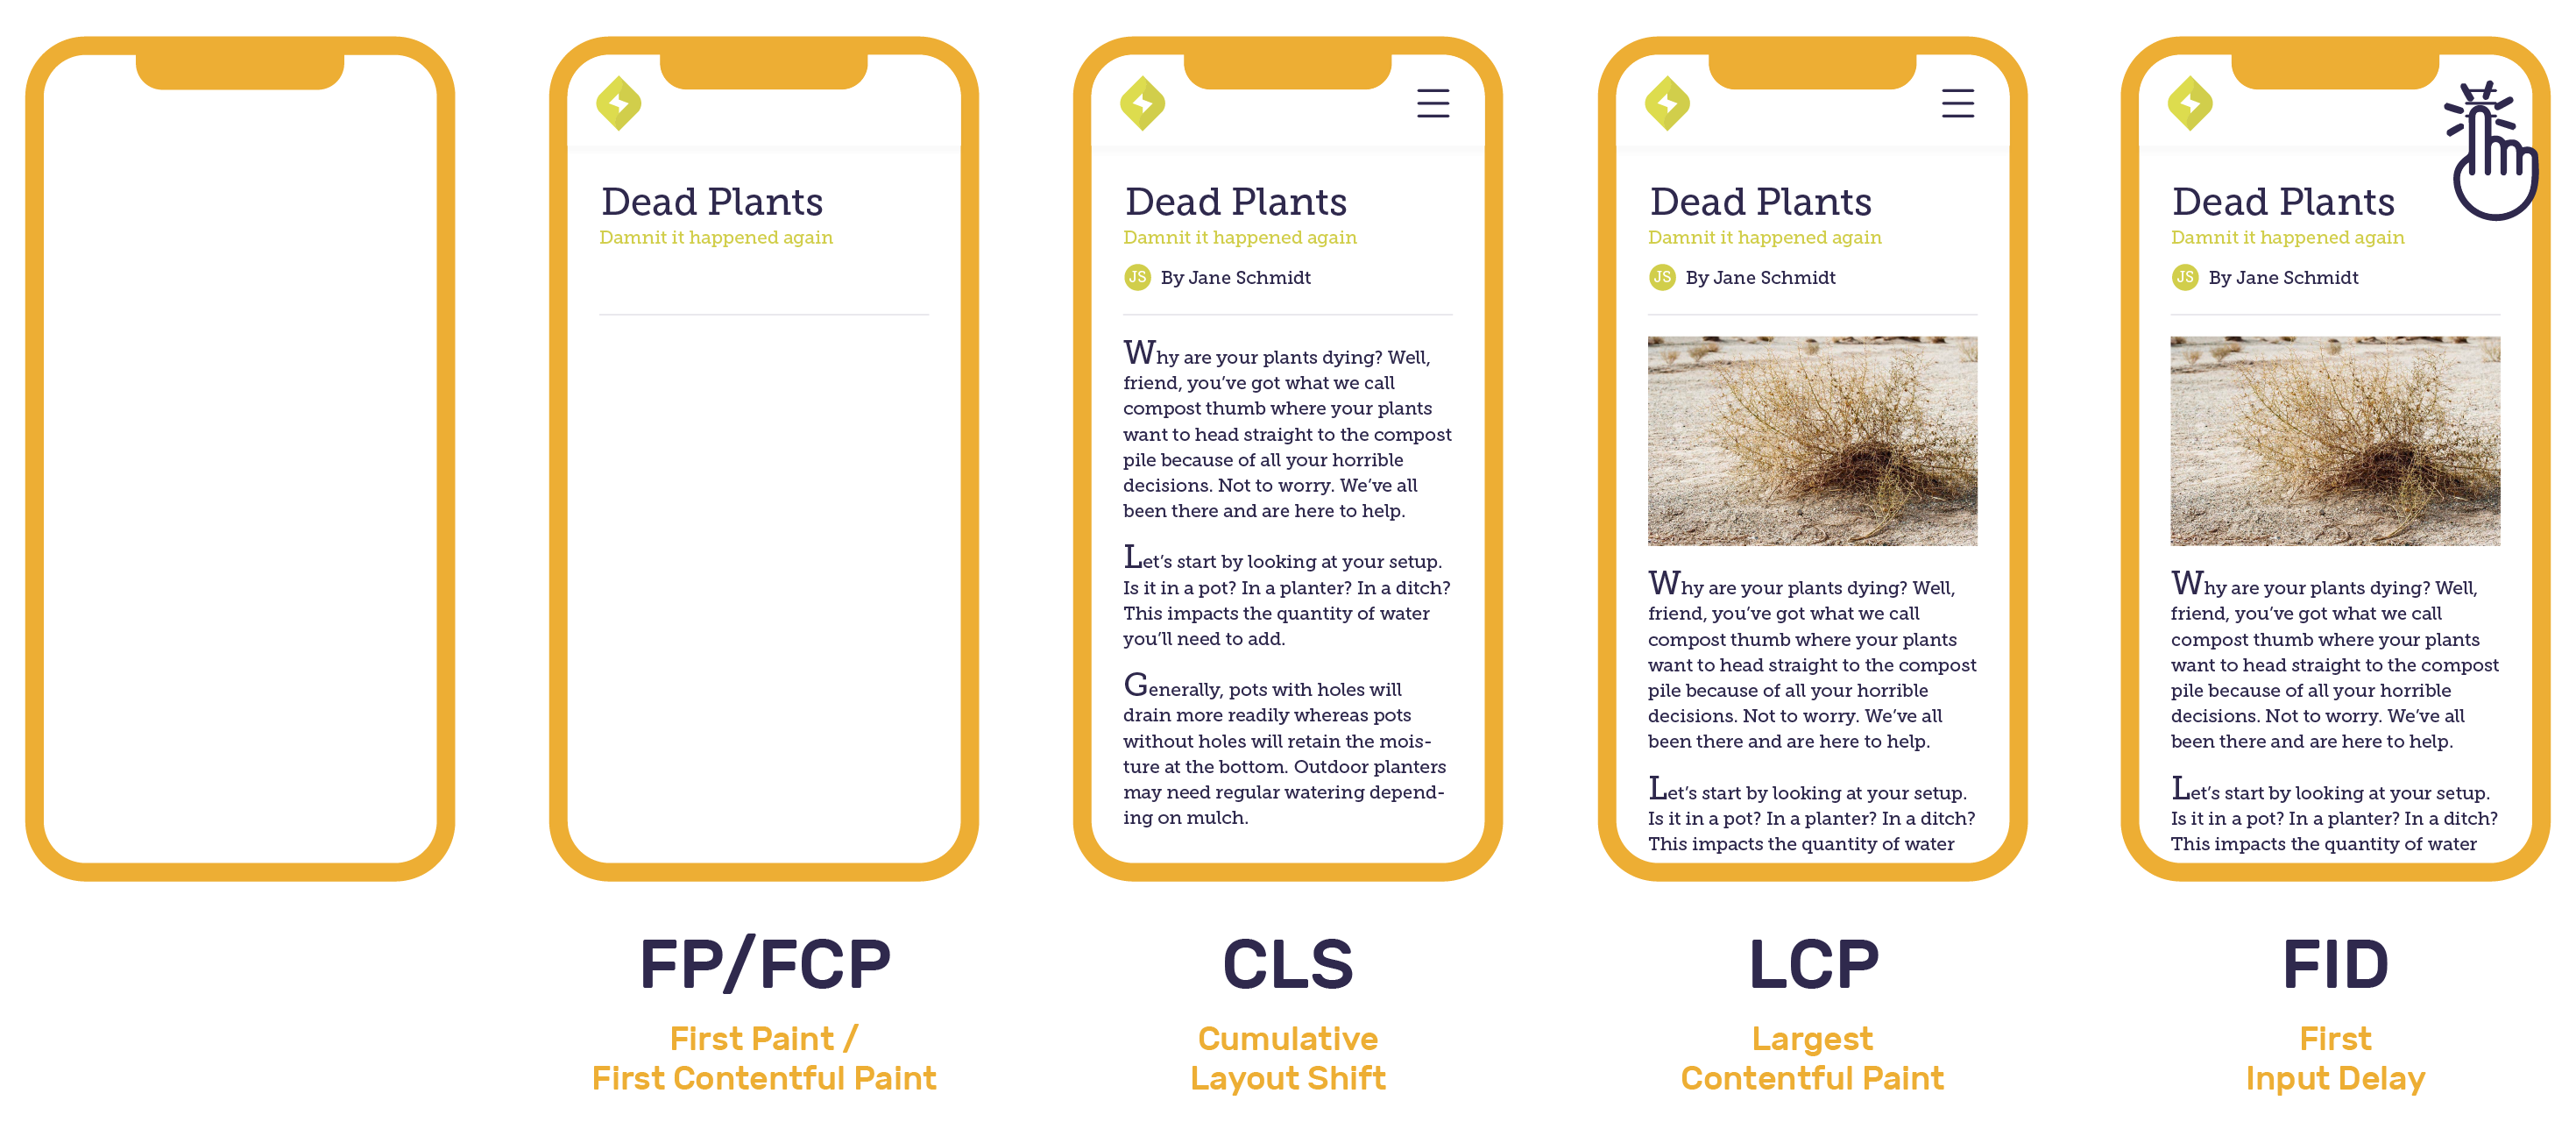 Dead Plants
Damnit it happened again
FP/FCP
First Paint /
First Contentful Paint
Dead Plants
Damnit it happened again
JS By Jane Schmidt
Why are your plants dying? Well,
friend, you’ve got what we call
compost thumb where your plants
want to head straight to the compost
pile because of all your horrible
decisions. Not to worry. We’ve all
been there and are here to help.
Let’s start by looking at your setup.
Is it in a pot? In a planter? In a ditch?
This impacts the quantity of water
you’ll need to add.
Generally, pots with holes will
drain more readily whereas pots
without holes will retain the mois-
ture at the bottom. Outdoor planters
may need regular watering depend-
ing on mulch.
CLS
Cumulative
Layout Shift
Dead Plants
Damnit it happened again
JS By Jane Schmidt
Why are your plants dying? Well,
friend, you’ve got what we call
compost thumb where your plants
want to head straight to the compost
pile because of all your horrible
decisions. Not to worry. We’ve all
been there and are here to help.
Let’s start by looking at your setup.
Is it in a pot? In a planter? In a ditch?
This impacts the quantity of water
LCP
Largest
Contentful Paint
Dead Plants
Damnit it happened again
JS By Jane Schmidt
Why are your plants dying? Well,
friend, you’ve got what we call
compost thumb where your plants
want to head straight to the compost
pile because of all your horrible
decisions. Not to worry. We’ve all
been there and are here to help.
Let’s start by looking at your setup.
Is it in a pot? In a planter? In a ditch?
This impacts the quantity of water
FID
First
Input Delay